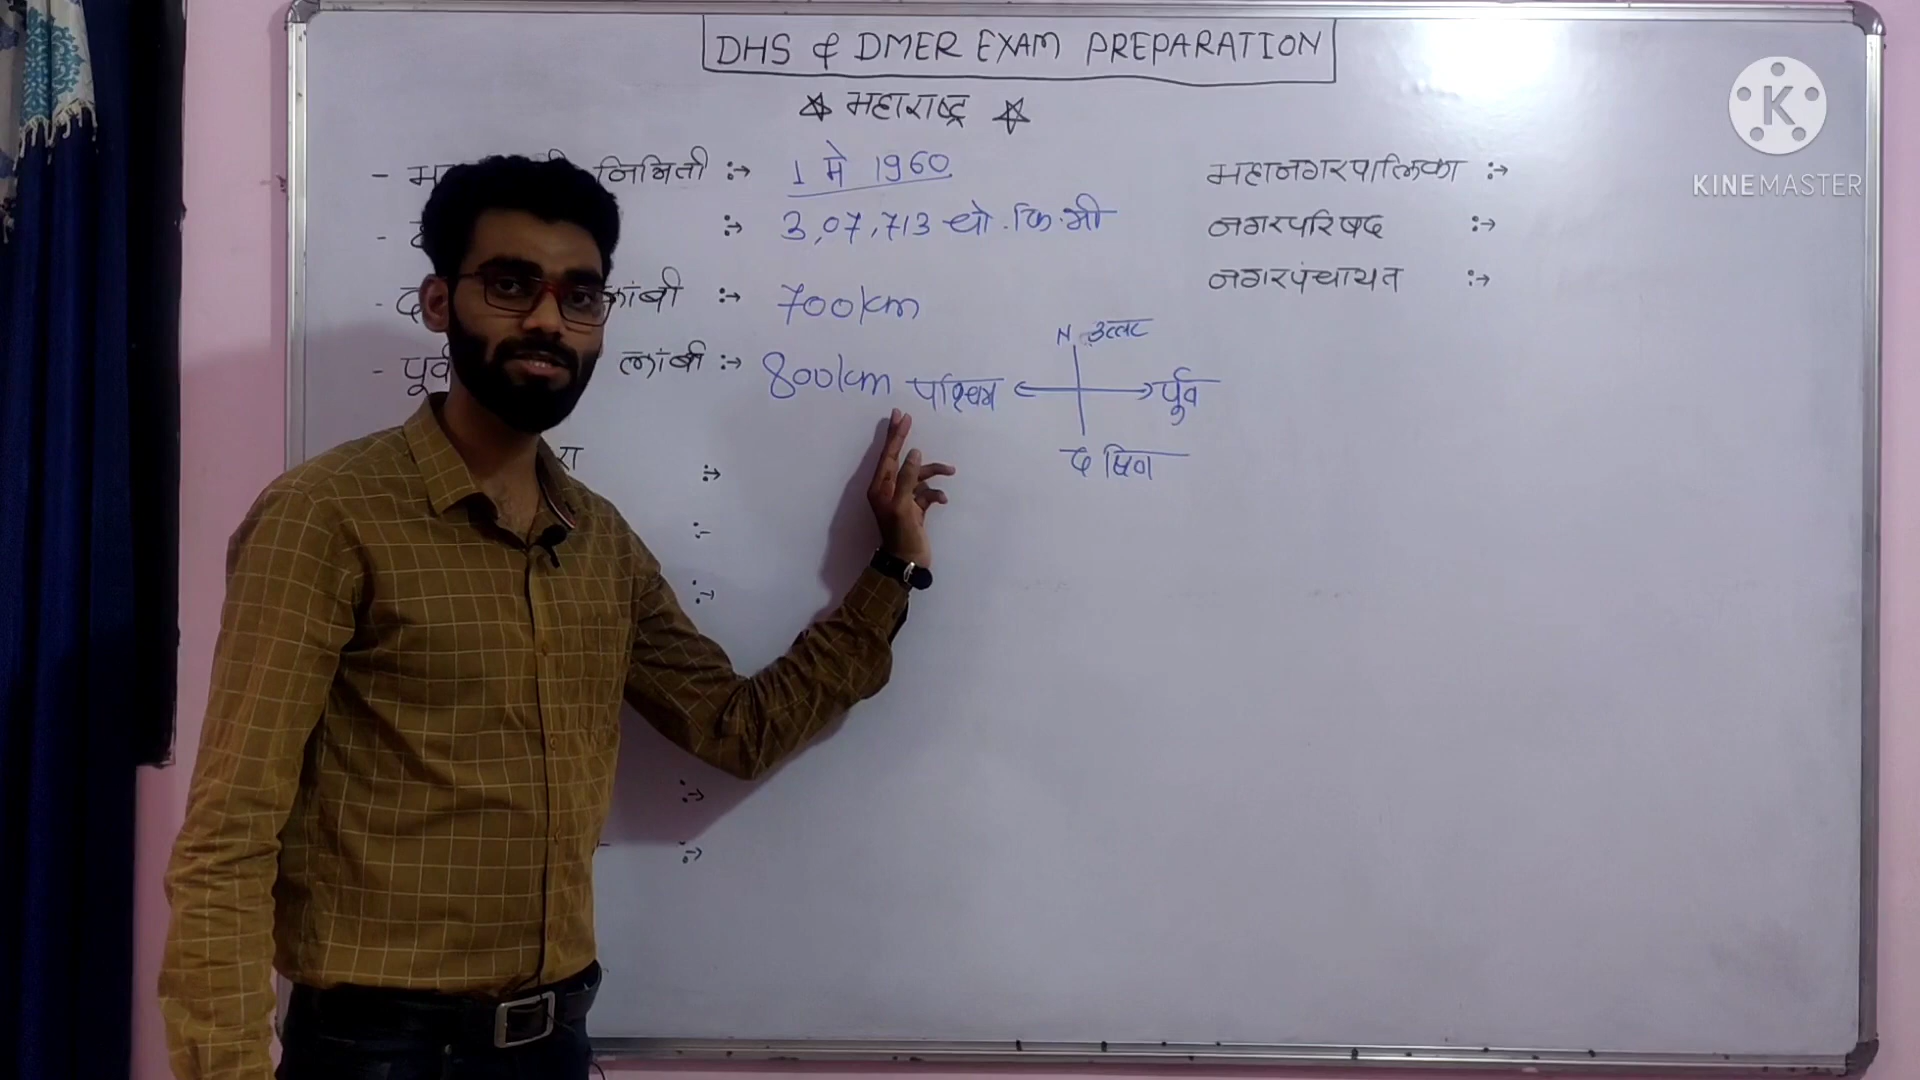 DHS & DMER EXAM PREPARATION
महाराष्ट्र
निर्मिती :→ 1 मे 1960
:→ 3,07,713 चौ.कि.मी
लांबी :→ 700km
लांबी :→ 800km
N उत्तर
पश्चिम पूर्व
दक्षिण
महानगरपालिका :→
नगरपरिषद :→
नगरपंचायत :→
K
KINEMASTER